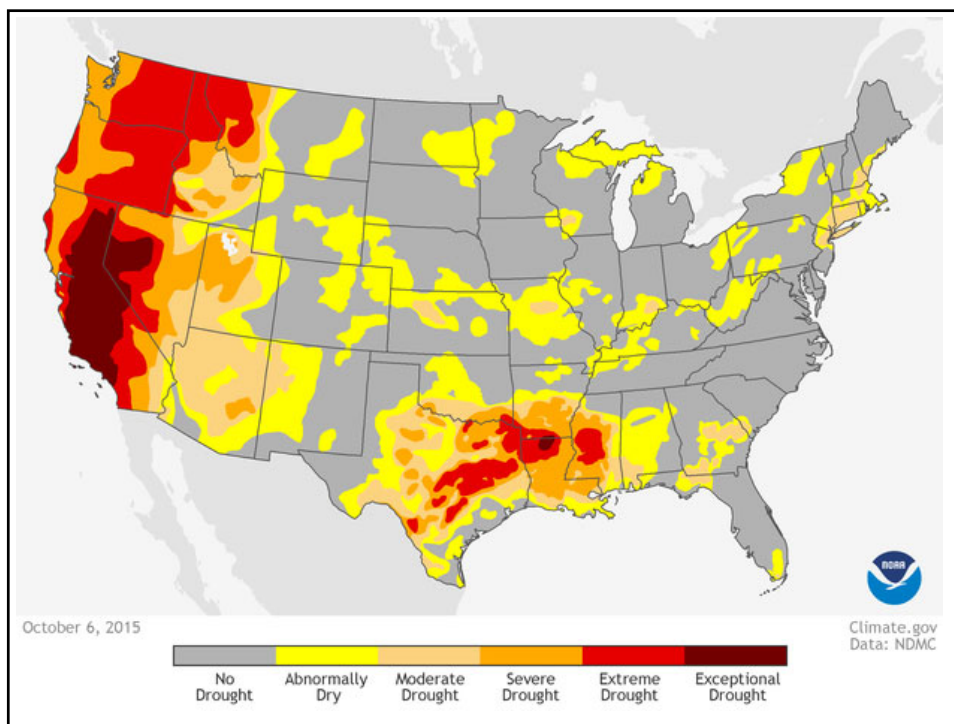 NOAA
October 6, 2015
Climate.gov
Data: NDMC
No
Drought
Abnormally
Dry
Moderate
Drought
Severe
Drought
Extreme
Drought
Exceptional
Drought